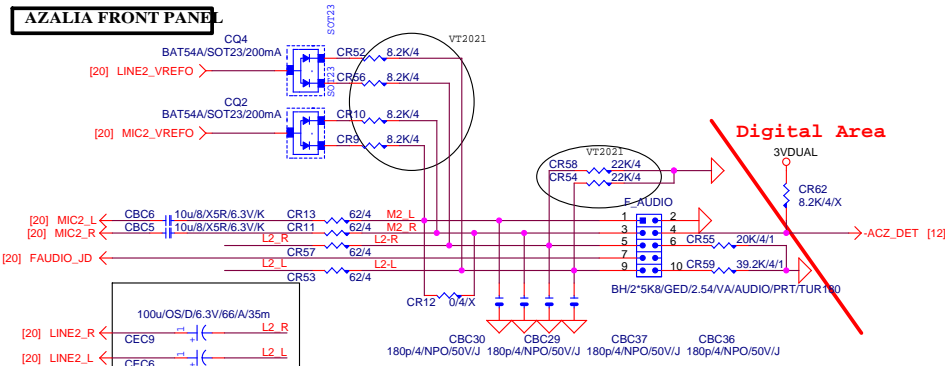 AZALIA FRONT PANEL
SOT23
CQ4
BAT54A/SOT23/200mA
CR52 8.2K/4
VT2021
[20] LINE2_VREFO
CR56 8.2K/4
SOT23
CQ2
BAT54A/SOT23/200mA
CR10 8.2K/4
[20] MIC2_VREFO
CR9 8.2K/4
Digital Area
VT2021
3VDUAL
CR58 22K/4
CR54 22K/4
CR62
8.2K/4/X
F_AUDIO
[20] MIC2_L CBC6 10u/8/X5R/6.3V/K CR13 62/4 M2_L 1 2
[20] MIC2_R CBC5 10u/8/X5R/6.3V/K CR11 62/4 M2_R 3 4 -ACZ_DET [12]
L2_R L2-R 5 6 CR55 20K/4/1
[20] FAUDIO_JD CR57 62/4 7
L2_L L2-L 9 10 CR59 39.2K/4/1
CR53 62/4
BH/2*5K8/GED/2.54/VA/AUDIO/PRT/TUR180
CR12 0/4/X
100u/OS/D/6.3V/66/A/35m
[20] LINE2_R 1 + L2_R
CEC9
CBC30 CBC29 CBC37 CBC36
180p/4/NPO/50V/J 180p/4/NPO/50V/J 180p/4/NPO/50V/J 180p/4/NPO/50V/J
[20] LINE2_L 1 + L2_L
CEC6